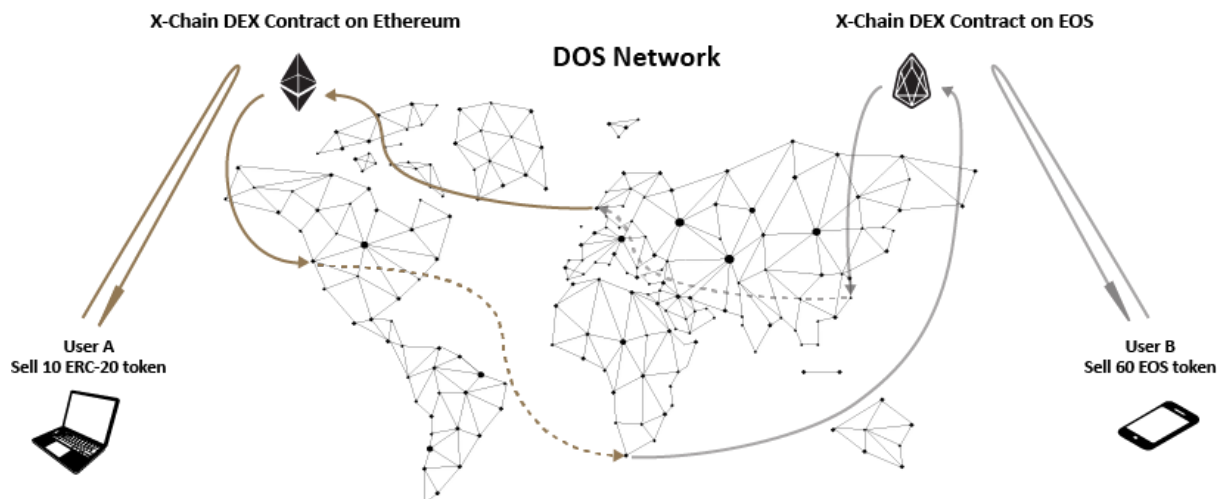 X-Chain DEX Contract on Ethereum
X-Chain DEX Contract on EOS
DOS Network
User A
Sell 10 ERC-20 token
User B
Sell 60 EOS token